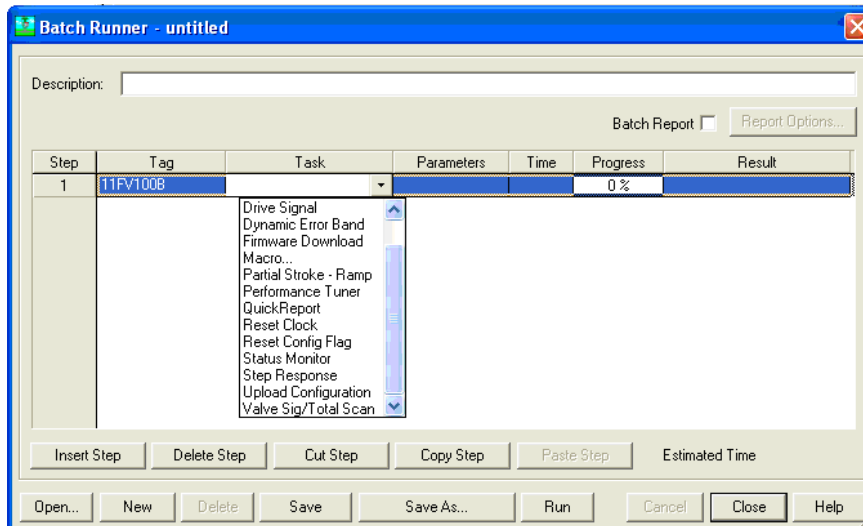 Batch Runner - untitled
Description:
Batch Report Report Options...
Step Tag Task Parameters Time Progress Result
1 11FV100B 0 %
Drive Signal
Dynamic Error Band
Firmware Download
Macro...
Partial Stroke - Ramp
Performance Tuner
QuickReport
Reset Clock
Reset Config Flag
Status Monitor
Step Response
Upload Configuration
Valve Sig/Total Scan
Insert Step Delete Step Cut Step Copy Step Paste Step Estimated Time
Open... New Delete Save Save As... Run Cancel Close Help